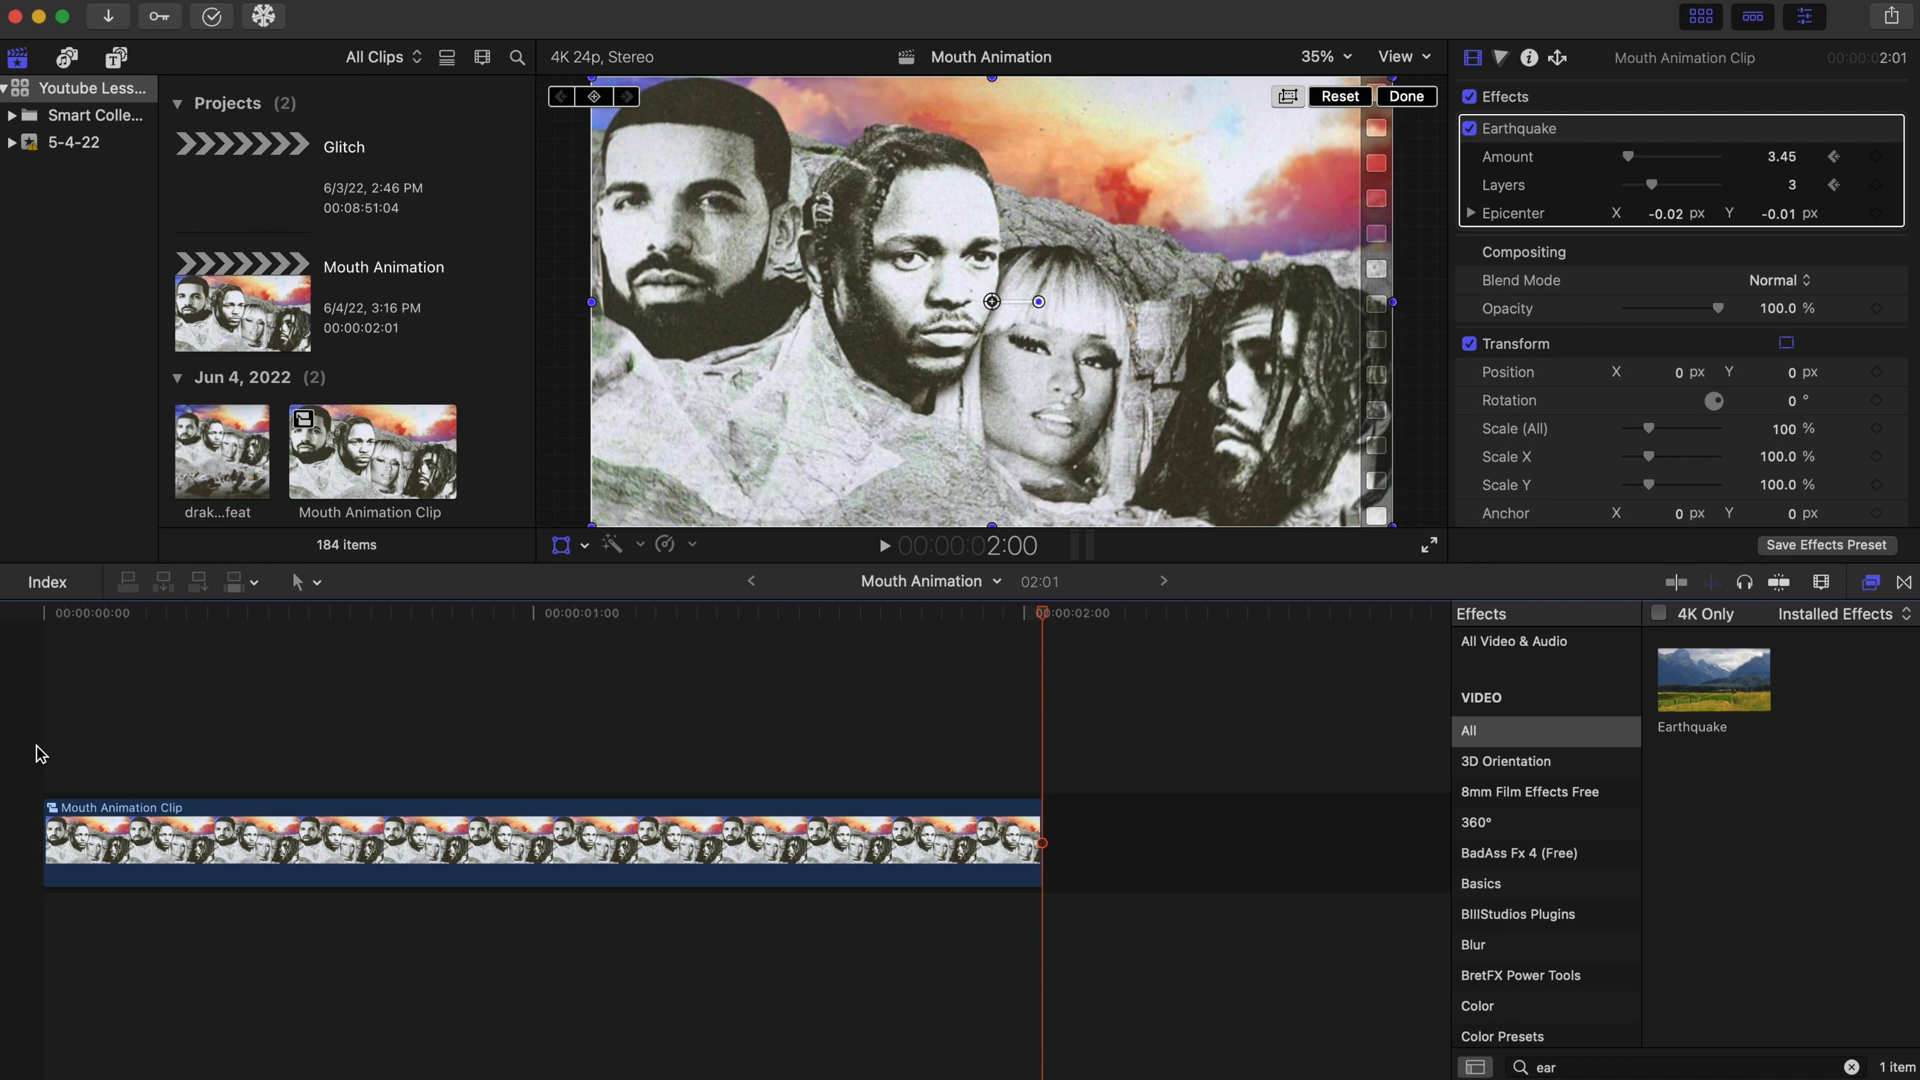 All Clips
4K 24p, Stereo
Mouth Animation
35%
View
Mouth Animation Clip
00:00:02:01
Youtube Less...
Smart Colle...
5-4-22
Projects (2)
Glitch
6/3/22, 2:46 PM
00:08:51:04
Mouth Animation
6/4/22, 3:16 PM
00:00:02:01
Jun 4, 2022 (2)
drak...feat
Mouth Animation Clip
184 items
Reset
Done
00:00:02:00
Effects
Earthquake
Amount 3.45
Layers 3
Epicenter X -0.02 px Y -0.01 px
Compositing
Blend Mode Normal
Opacity 100.0 %
Transform
Position X 0 px Y 0 px
Rotation 0 °
Scale (All) 100 %
Scale X 100.0 %
Scale Y 100.0 %
Anchor X 0 px Y 0 px
Save Effects Preset
Index
Mouth Animation
02:01
00:00:00:00
00:00:01:00
00:00:02:00
Mouth Animation Clip
Effects
4K Only
Installed Effects
All Video & Audio
VIDEO
All
3D Orientation
8mm Film Effects Free
360°
BadAss Fx 4 (Free)
Basics
BIIIStudios Plugins
Blur
BretFX Power Tools
Color
Color Presets
Earthquake
ear
1 item